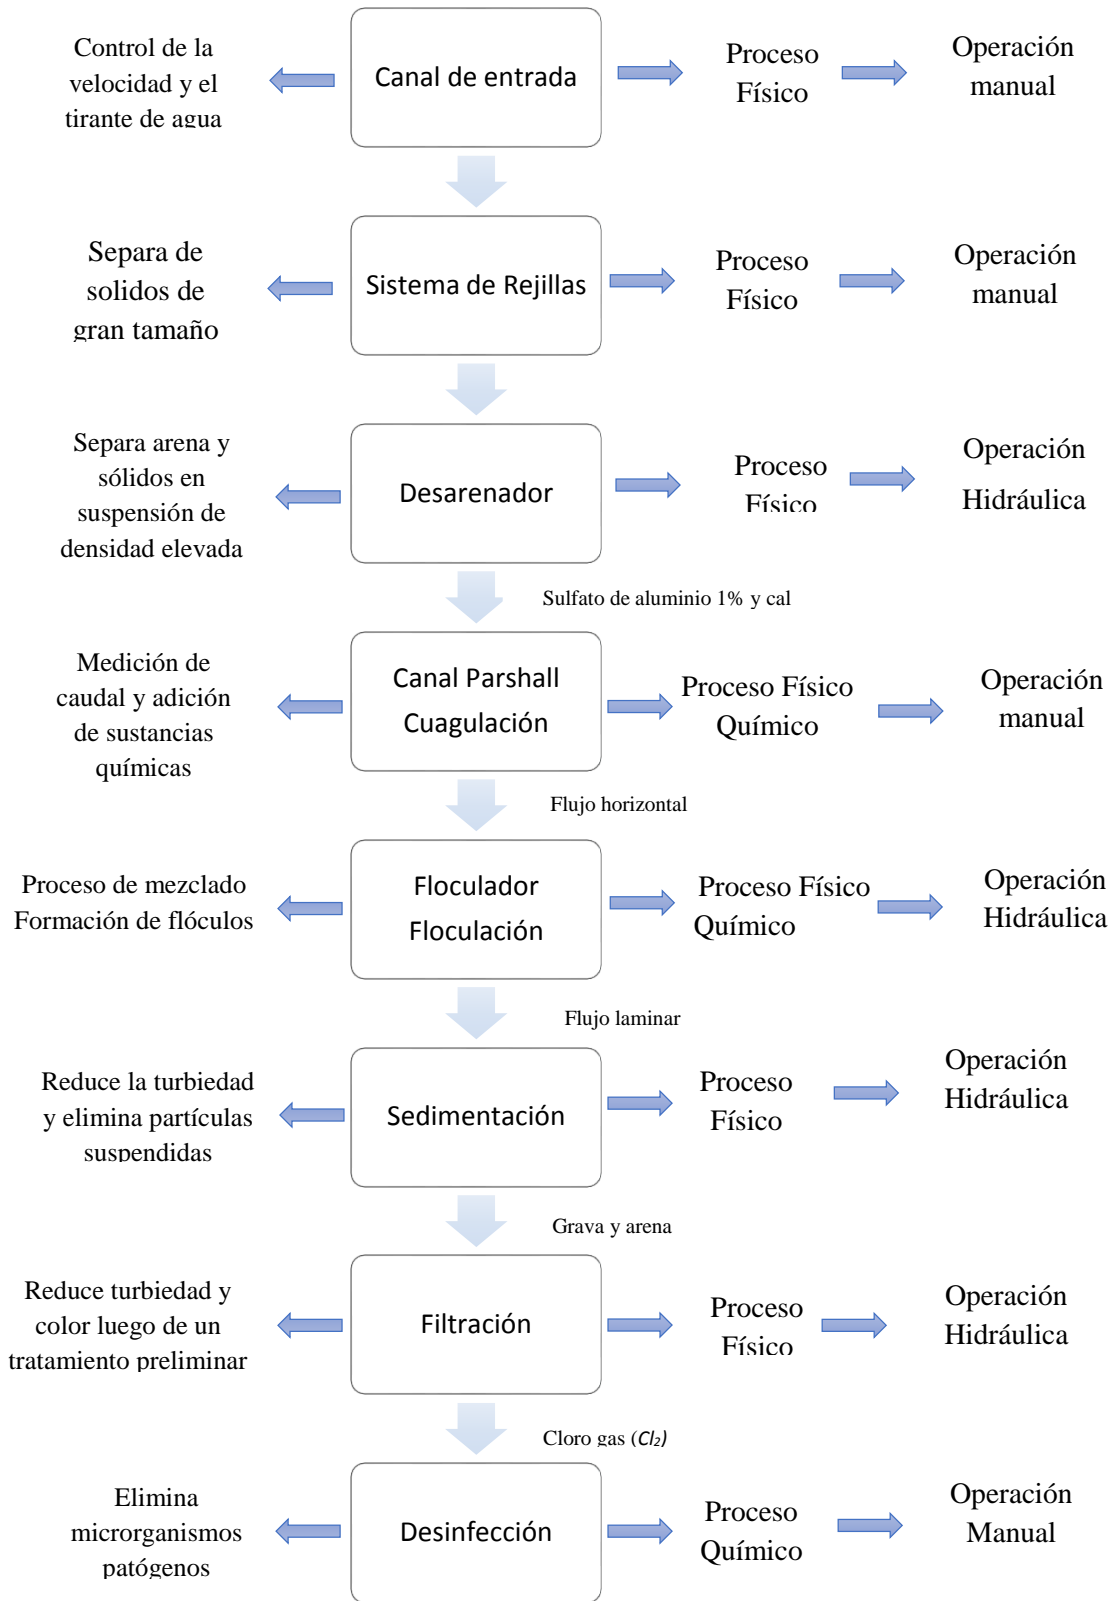 Control de la
velocidad y el
tirante de agua
Canal de entrada
Proceso
Físico
Operación
manual
Separa de
solidos de
gran tamaño
Sistema de Rejillas
Proceso
Físico
Operación
manual
Separa arena y
sólidos en
suspensión de
densidad elevada
Desarenador
Proceso
Físico
Operación
Hidráulica
Sulfato de aluminio 1% y cal
Medición de
caudal y adición
de sustancias
químicas
Canal Parshall
Cuagulación
Proceso Físico
Químico
Operación
manual
Flujo horizontal
Proceso de mezclado
Formación de flóculos
Floculador
Floculación
Proceso Físico
Químico
Operación
Hidráulica
Flujo laminar
Reduce la turbiedad
y elimina partículas
suspendidas
Sedimentación
Proceso
Físico
Operación
Hidráulica
Grava y arena
Reduce turbiedad y
color luego de un
tratamiento preliminar
Filtración
Proceso
Físico
Operación
Hidráulica
Cloro gas (Cl₂)
Elimina
microrganismos
patógenos
Desinfección
Proceso
Químico
Operación
Manual